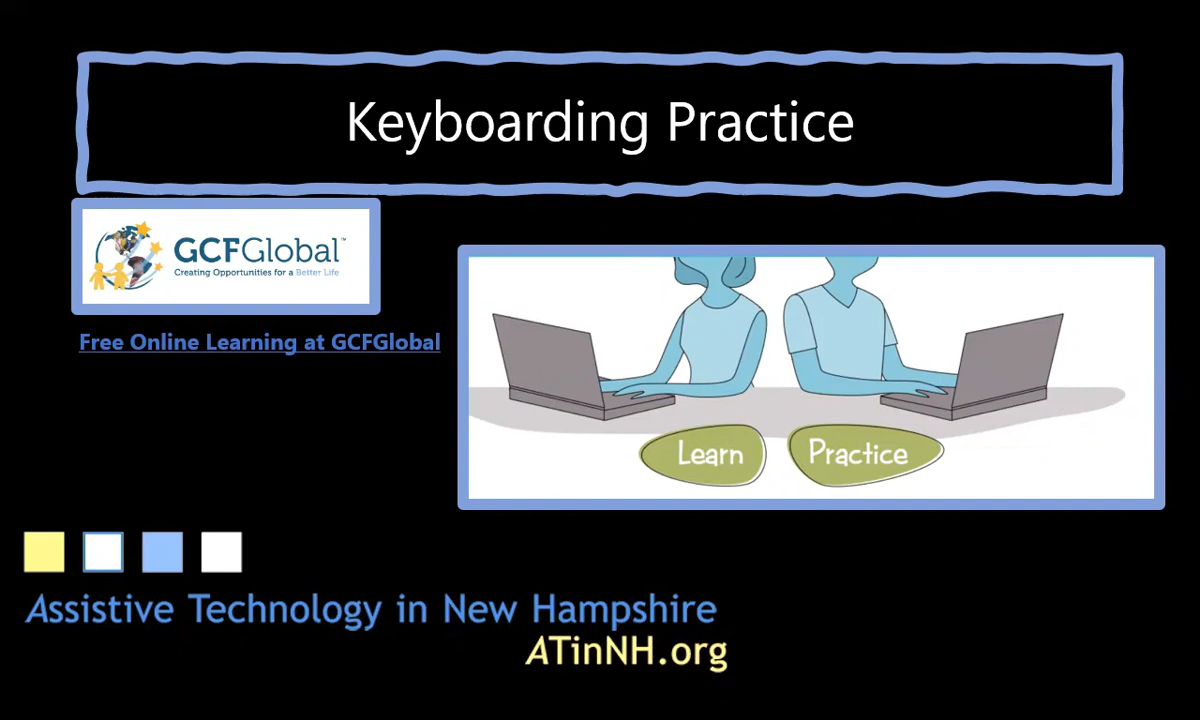 Keyboarding Practice
GCFGlobal™
Creating Opportunities for a Better Life
Free Online Learning at GCFGlobal
Learn
Practice
Assistive Technology in New Hampshire
ATinNH.org